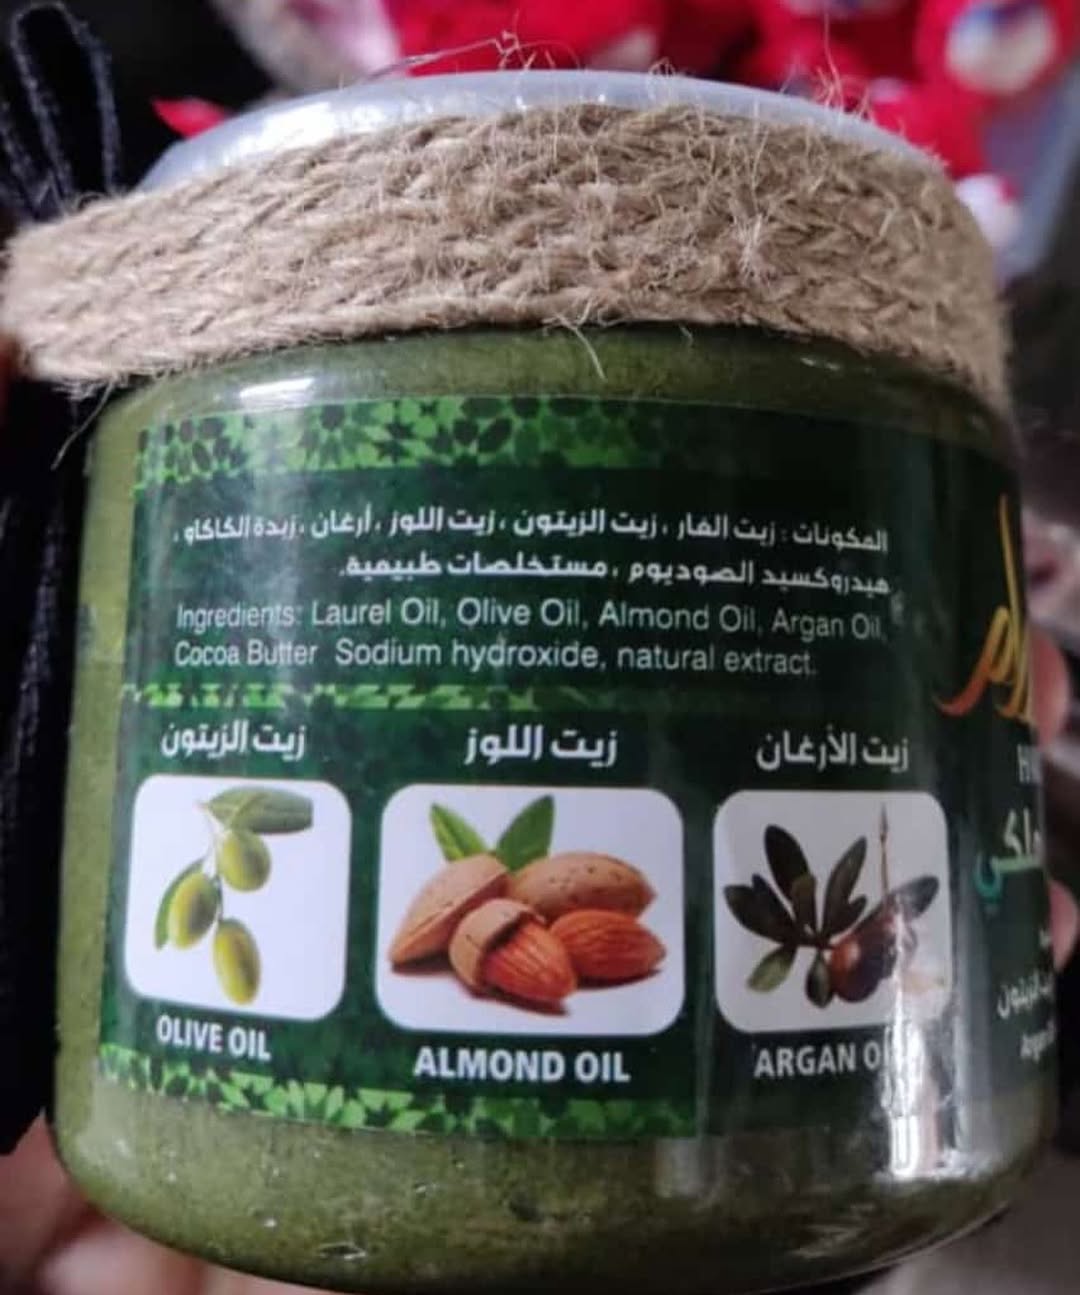 المكونات : زيت الغار ، زيت الزيتون ، زيت اللوز ، أرغان ، زبدة الكاكاو ،
هيدروكسيد الصوديوم ، مستخلصات طبيعية.
Ingredients: Laurel Oil, Olive Oil, Almond Oil, Argan Oil,
Cocoa Butter Sodium hydroxide, natural extract.
زيت الأرغان
زيت اللوز
زيت الزيتون
OLIVE OIL
ALMOND OIL
ARGAN